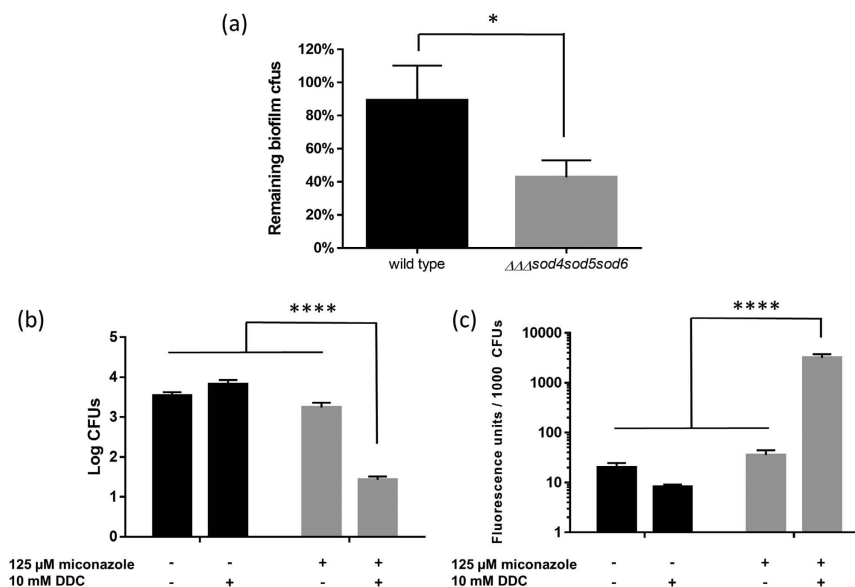 (a)
*
Remaining biofilm cfus
120%
100%
80%
60%
40%
20%
0%
wild type
ΔΔΔsod4sod5sod6
(b)
****
Log CFUs
5
4
3
2
1
0
125 µM miconazole - - + +
10 mM DDC - + - +
(c)
****
Fluorescence units / 1000 CFUs
10000
1000
100
10
1
125 µM miconazole - - + +
10 mM DDC - + - +